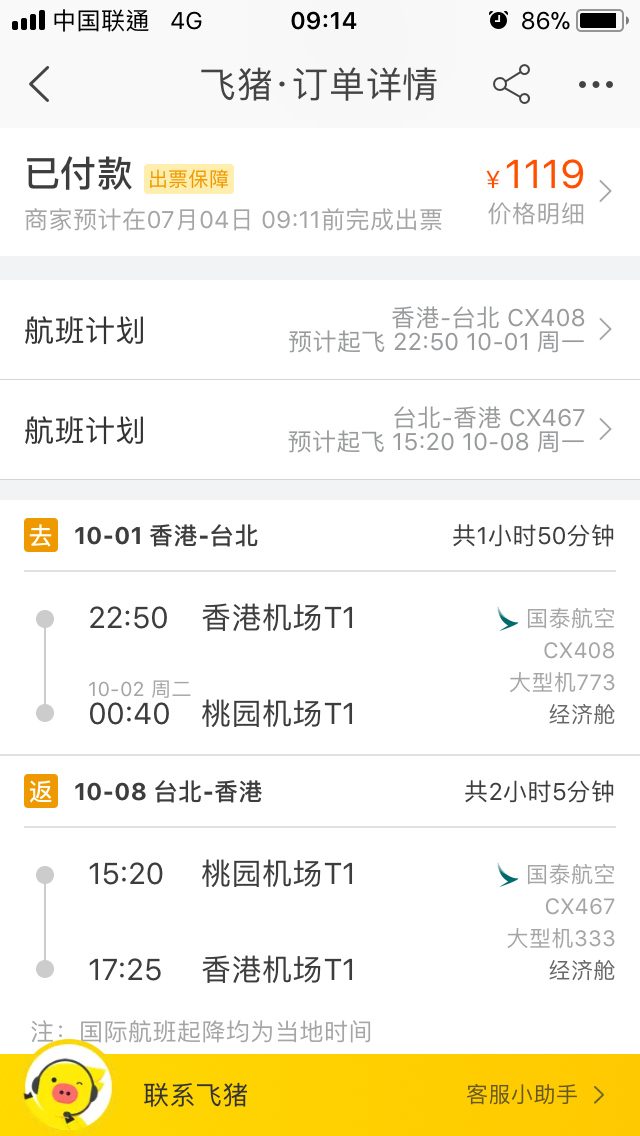 中国联通 4G 09:14 86%
飞猪·订单详情
已付款 出票保障 ¥1119
商家预计在07月04日 09:11前完成出票 价格明细
航班计划 香港-台北 CX408
预计起飞 22:50 10-01 周一
航班计划 台北-香港 CX467
预计起飞 15:20 10-08 周一
去 10-01 香港-台北 共1小时50分钟
22:50 香港机场T1 国泰航空
CX408
大型机773
10-02 周二
00:40 桃园机场T1 经济舱
返 10-08 台北-香港 共2小时5分钟
15:20 桃园机场T1 国泰航空
CX467
大型机333
17:25 香港机场T1 经济舱
注：国际航班起降均为当地时间
联系飞猪 客服小助手